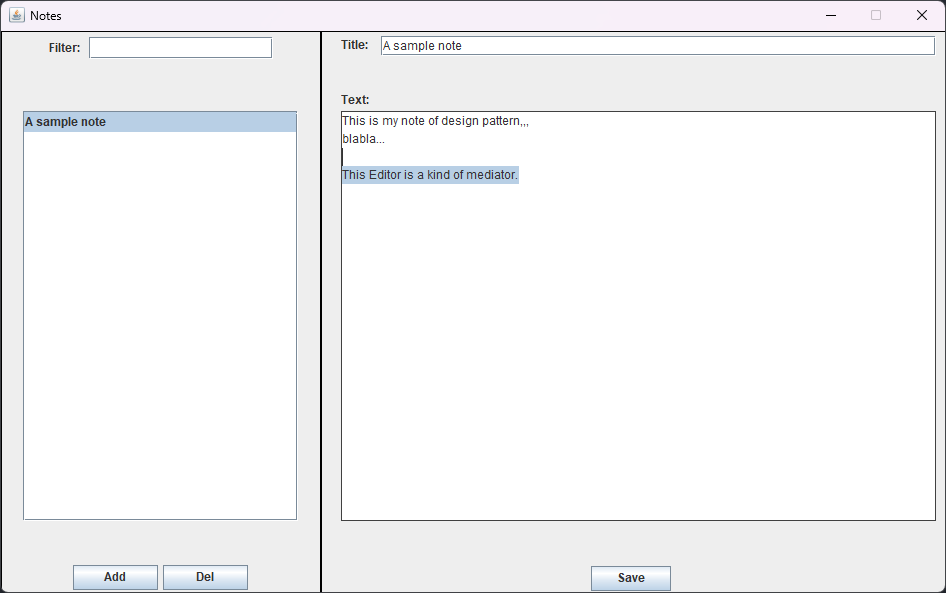 Notes
Filter:
A sample note
Add
Del
Title: A sample note
Text:
This is my note of design pattern,,,
blabla...
This Editor is a kind of mediator.
Save